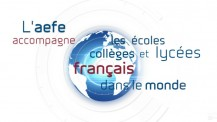 L'aefe
accompagne les écoles
collèges et lycées
français
dans le monde